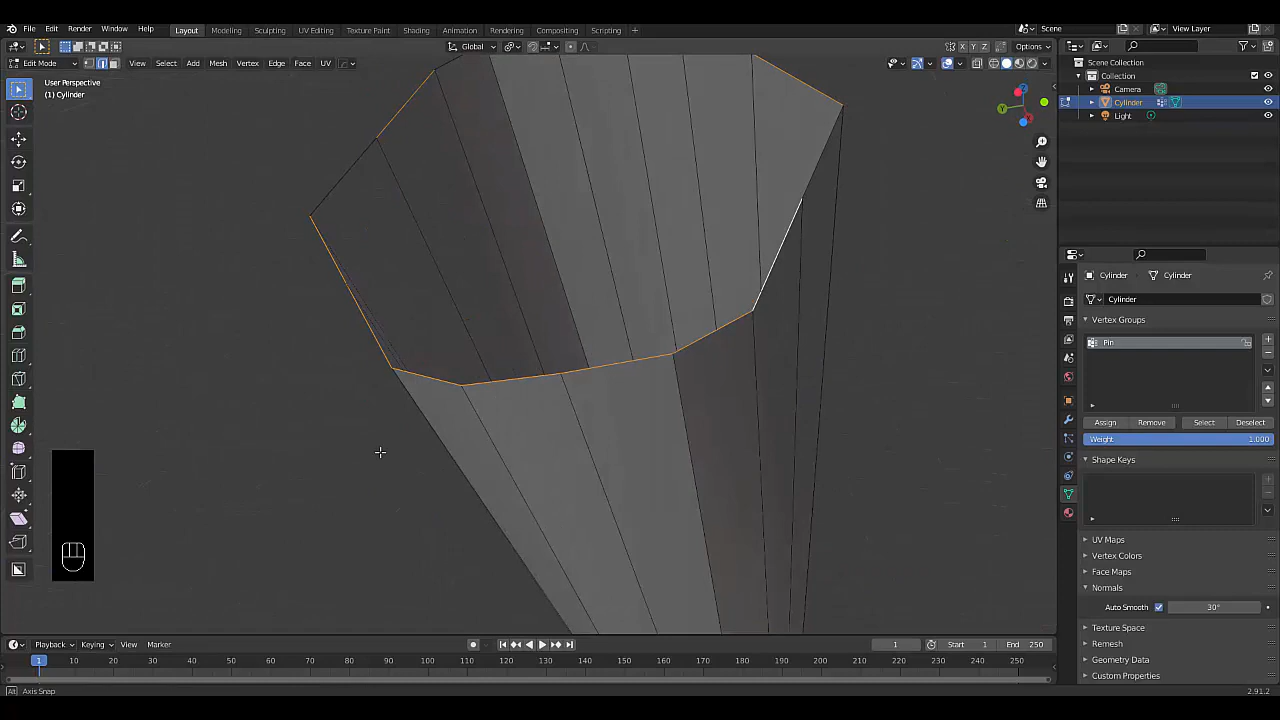 File Edit Render Window Help Layout Modeling Sculpting UV Editing Texture Paint Shading Animation Rendering Compositing Scripting + Scene View Layer
Global X Y Z Options
Edit Mode View Select Add Mesh Vertex Edge Face UV
User Perspective
(1) Cylinder
Scene Collection
Collection
Camera
Cylinder
Light
Cylinder Cylinder
Cylinder
Vertex Groups
Pin
Assign Remove Select Deselect
Weight 1.000
Shape Keys
UV Maps
Vertex Colors
Face Maps
Normals
Auto Smooth 30°
Texture Space
Remesh
Geometry Data
Custom Properties
Playback Keying View Marker 1 Start 1 End 250
1 10 20 30 40 50 60 70 80 90 100 110 120 130 140 150 160 170 180 190 200 210 220 230 240 250
Alt Axis Snap 2.91.2